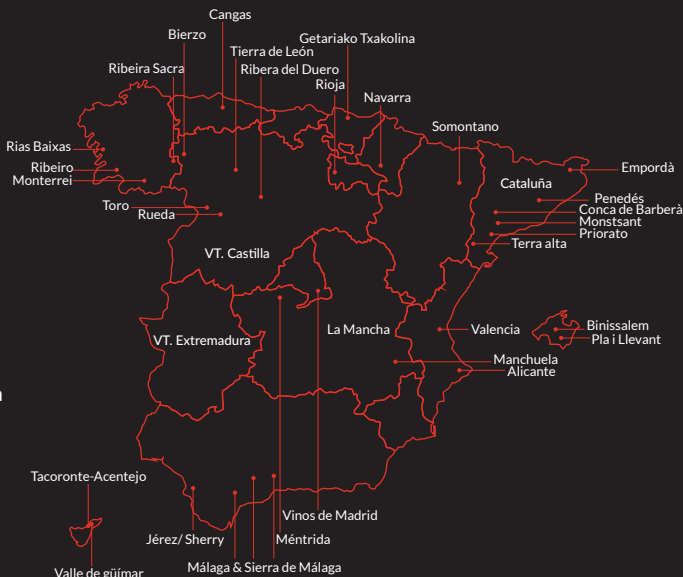 Cangas
Bierzo
Getariako Txakolina
Tierra de León
Ribeira Sacra
Ribera del Duero
Rioja
Navarra
Somontano
Rias Baixas
Ribeiro
Monterrei
Empordà
Cataluña
Penedés
Conca de Barberà
Monstsant
Priorato
Terra alta
Toro
Rueda
VT. Castilla
VT. Extremadura
La Mancha
Valencia
Binissalem
Pla i Llevant
Manchuela
Alicante
Tacoronte-Acentejo
Vinos de Madrid
Jérez/ Sherry
Méntrida
Málaga & Sierra de Málaga
Valle de güímar